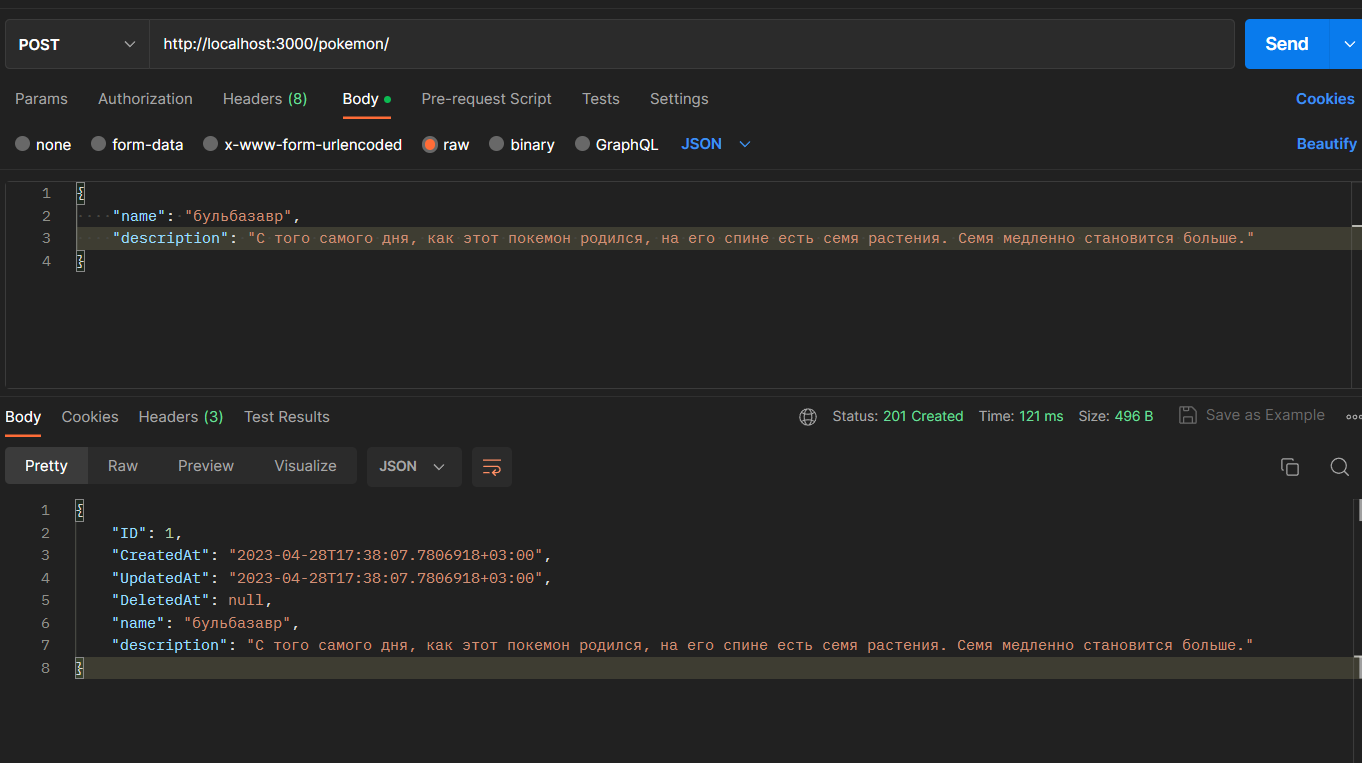 POST http://localhost:3000/pokemon/ Send
Params Authorization Headers (8) Body Pre-request Script Tests Settings Cookies
none form-data x-www-form-urlencoded raw binary GraphQL JSON Beautify
1 {
2 "name": "бульбазавр",
3 "description": "С того самого дня, как этот покемон родился, на его спине есть семя растения. Семя медленно становится больше."
4 }
Body Cookies Headers (3) Test Results Status: 201 Created Time: 121 ms Size: 496 B Save as Example
Pretty Raw Preview Visualize JSON
1 {
2 "ID": 1,
3 "CreatedAt": "2023-04-28T17:38:07.7806918+03:00",
4 "UpdatedAt": "2023-04-28T17:38:07.7806918+03:00",
5 "DeletedAt": null,
6 "name": "бульбазавр",
7 "description": "С того самого дня, как этот покемон родился, на его спине есть семя растения. Семя медленно становится больше."
8 }